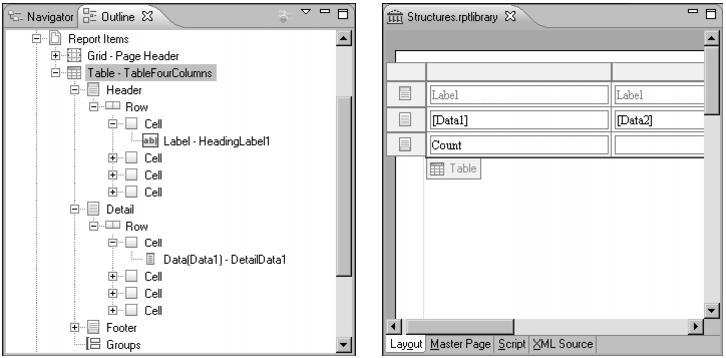 Navigator
Outline
Report Items
Grid - Page Header
Table - TableFourColumns
Header
Row
Cell
ab|
Label - HeadingLabel1
Cell
Cell
Cell
Detail
Row
Cell
Data(Data1) - DetailData1
Cell
Cell
Cell
Footer
Groups
Structures.rptlibrary
Label Label
[Data1] [Data2]
Count
Table
Layout Master Page Script XML Source